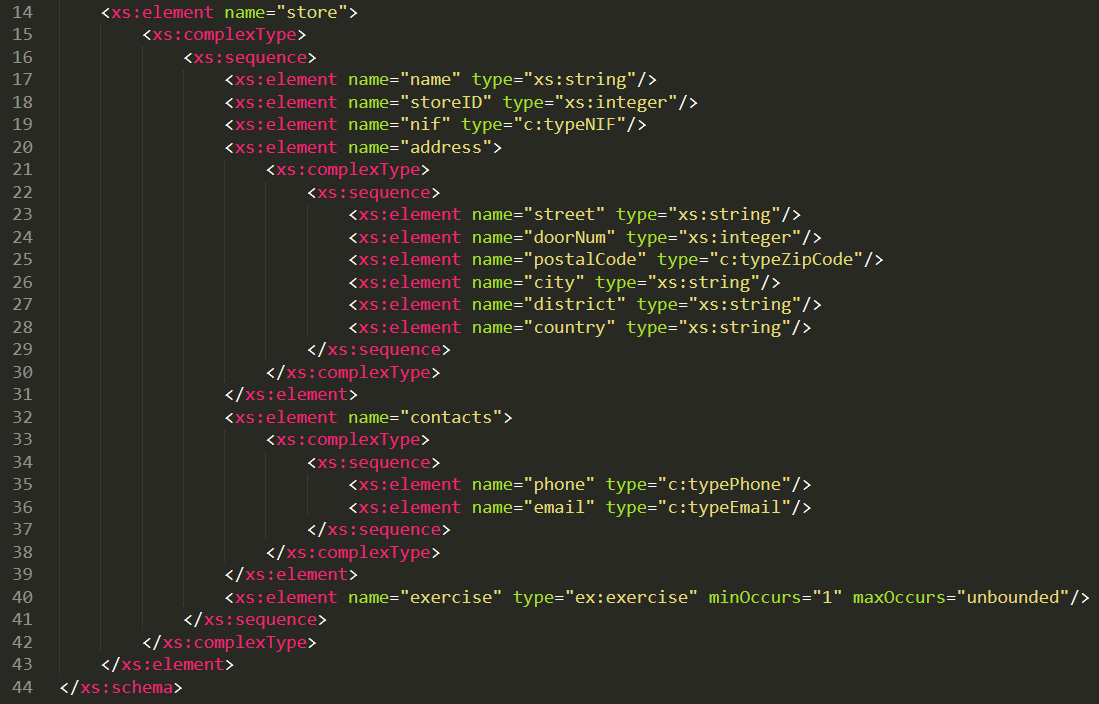 14 <xs:element name="store">
15 <xs:complexType>
16 <xs:sequence>
17 <xs:element name="name" type="xs:string"/>
18 <xs:element name="storeID" type="xs:integer"/>
19 <xs:element name="nif" type="c:typeNIF"/>
20 <xs:element name="address">
21 <xs:complexType>
22 <xs:sequence>
23 <xs:element name="street" type="xs:string"/>
24 <xs:element name="doorNum" type="xs:integer"/>
25 <xs:element name="postalCode" type="c:typeZipCode"/>
26 <xs:element name="city" type="xs:string"/>
27 <xs:element name="district" type="xs:string"/>
28 <xs:element name="country" type="xs:string"/>
29 </xs:sequence>
30 </xs:complexType>
31 </xs:element>
32 <xs:element name="contacts">
33 <xs:complexType>
34 <xs:sequence>
35 <xs:element name="phone" type="c:typePhone"/>
36 <xs:element name="email" type="c:typeEmail"/>
37 </xs:sequence>
38 </xs:complexType>
39 </xs:element>
40 <xs:element name="exercise" type="ex:exercise" minOccurs="1" maxOccurs="unbounded"/>
41 </xs:sequence>
42 </xs:complexType>
43 </xs:element>
44 </xs:schema>